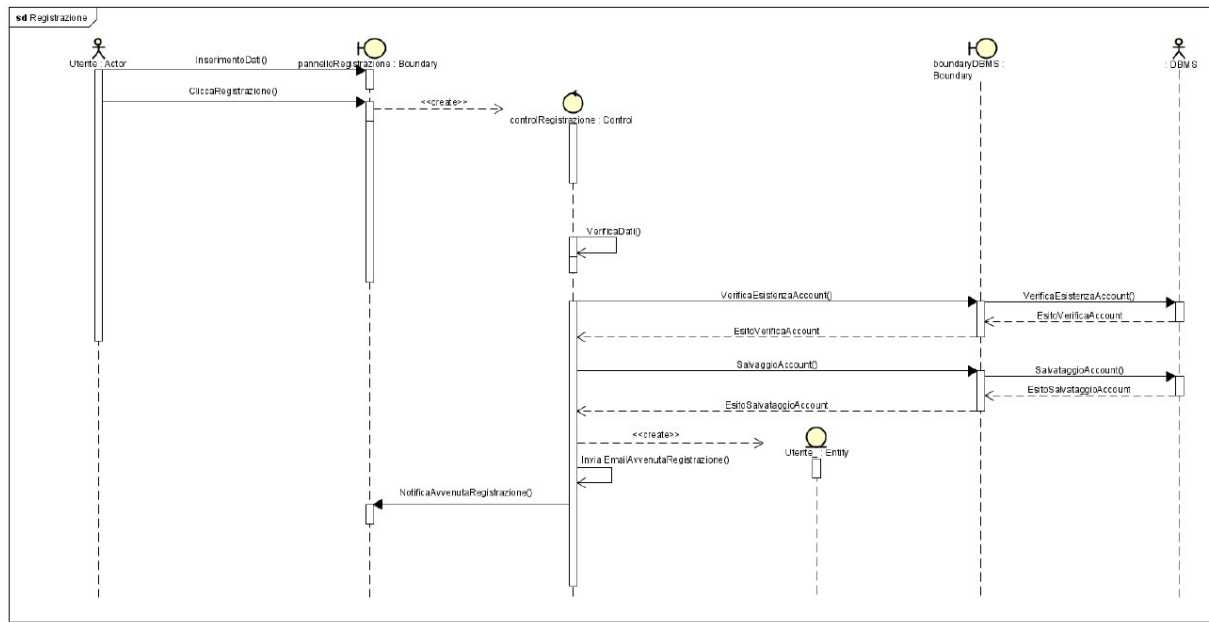 sd Registrazione
Utente : Actor
pannelloRegistrazione : Boundary
boundaryDBMS :
Boundary
: DBMS
InserimentoDati()
CliccaRegistrazione()
<<create>>
controlRegistrazione : Control
VerificaDati()
VerificaEsistenzaAccount()
VerificaEsistenzaAccount()
EsitoVerificaAccount
EsitoVerificaAccount
SalvaggioAccount()
SalvataggioAccount()
EsitoSalvataggioAccount
EsitoSalvataggioAccount
<<create>>
Utente_ : Entity
Invia EmailAvvenutaRegistrazione()
NotificaAvvenutaRegistrazione()